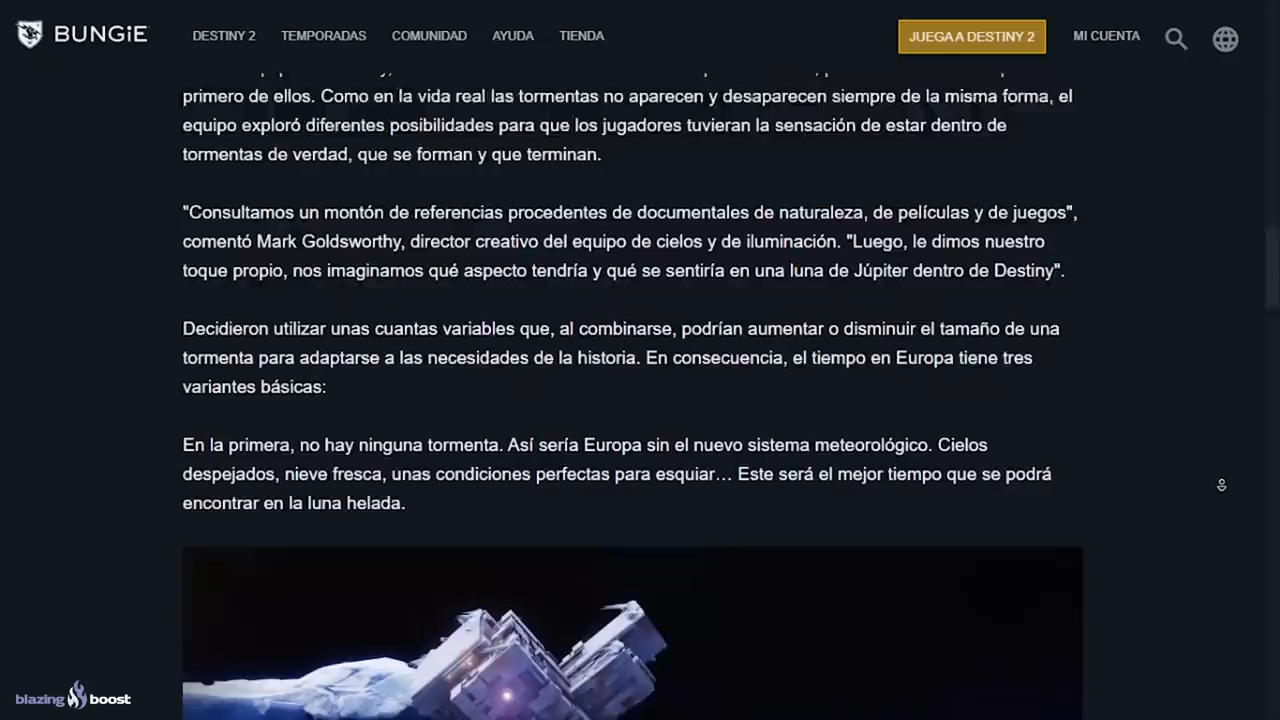 BUNGiE
DESTINY 2 TEMPORADAS COMUNIDAD AYUDA TIENDA JUEGA A DESTINY 2 MI CUENTA
primero de ellos. Como en la vida real las tormentas no aparecen y desaparecen siempre de la misma forma, el
equipo exploró diferentes posibilidades para que los jugadores tuvieran la sensación de estar dentro de
tormentas de verdad, que se forman y que terminan.
"Consultamos un montón de referencias procedentes de documentales de naturaleza, de películas y de juegos",
comentó Mark Goldsworthy, director creativo del equipo de cielos y de iluminación. "Luego, le dimos nuestro
toque propio, nos imaginamos qué aspecto tendría y qué se sentiría en una luna de Júpiter dentro de Destiny".
Decidieron utilizar unas cuantas variables que, al combinarse, podrían aumentar o disminuir el tamaño de una
tormenta para adaptarse a las necesidades de la historia. En consecuencia, el tiempo en Europa tiene tres
variantes básicas:
En la primera, no hay ninguna tormenta. Así sería Europa sin el nuevo sistema meteorológico. Cielos
despejados, nieve fresca, unas condiciones perfectas para esquiar… Este será el mejor tiempo que se podrá
encontrar en la luna helada.
blazing boost